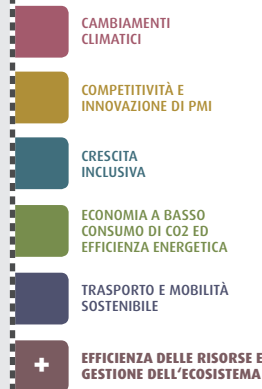 CAMBIAMENTI
CLIMATICI
COMPETITIVITÀ E
INNOVAZIONE DI PMI
CRESCITA
INCLUSIVA
ECONOMIA A BASSO
CONSUMO DI CO2 ED
EFFICIENZA ENERGETICA
TRASPORTO E MOBILITÀ
SOSTENIBILE
+ EFFICIENZA DELLE RISORSE E
GESTIONE DELL'ECOSISTEMA